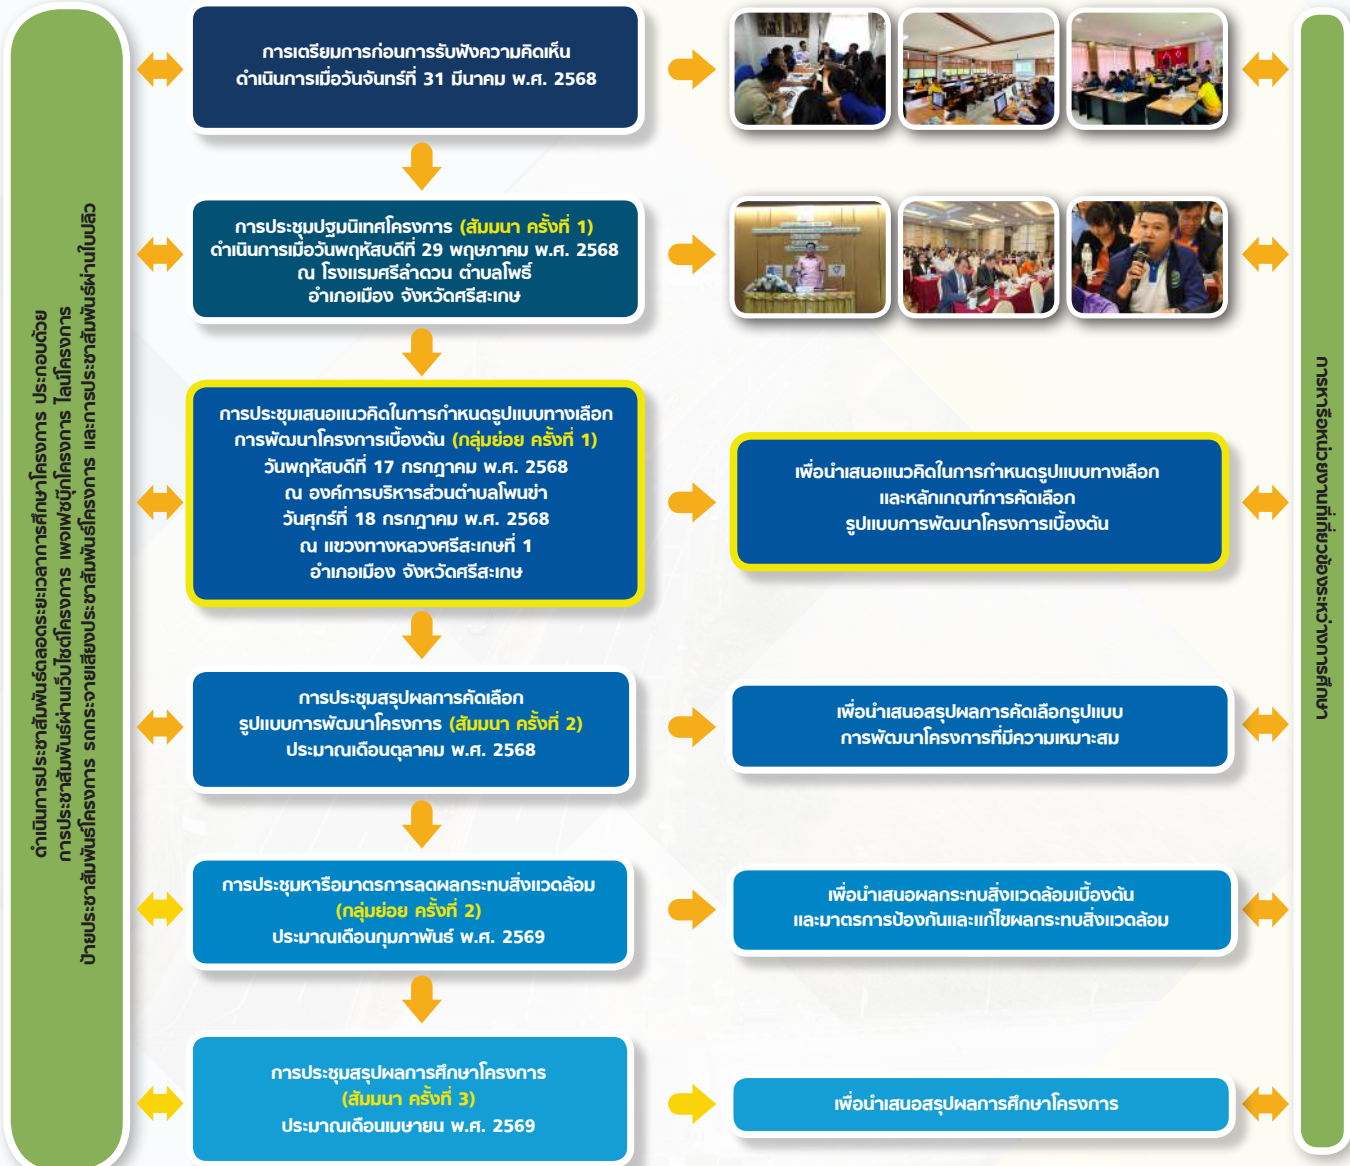 ดำเนินการประชาสัมพันธ์ตลอดระยะเวลาการศึกษาโครงการ ประกอบด้วย
การประชาสัมพันธ์ผ่านเว็บไซต์โครงการ เพจเฟซบุ๊กโครงการ ไลน์โครงการ
ป้ายประชาสัมพันธ์โครงการ รถกระจายเสียงประชาสัมพันธ์โครงการ และการประชาสัมพันธ์ผ่านใบปลิว
การเตรียมการก่อนการรับฟังความคิดเห็น
ดำเนินการเมื่อวันจันทร์ที่ 31 มีนาคม พ.ศ. 2568
การประชุมปฐมนิเทศโครงการ (สัมมนา ครั้งที่ 1)
ดำเนินการเมื่อวันพฤหัสบดีที่ 29 พฤษภาคม พ.ศ. 2568
ณ โรงแรมศรีลำดวน ตำบลโพธิ์
อำเภอเมือง จังหวัดศรีสะเกษ
การประชุมเสนอแนวคิดในการกำหนดรูปแบบทางเลือก
การพัฒนาโครงการเบื้องต้น (กลุ่มย่อย ครั้งที่ 1)
วันพฤหัสบดีที่ 17 กรกฎาคม พ.ศ. 2568
ณ องค์การบริหารส่วนตำบลโพนข่า
วันศุกร์ที่ 18 กรกฎาคม พ.ศ. 2568
ณ แขวงทางหลวงศรีสะเกษที่ 1
อำเภอเมือง จังหวัดศรีสะเกษ
เพื่อนำเสนอแนวคิดในการกำหนดรูปแบบทางเลือก
และหลักเกณฑ์การคัดเลือก
รูปแบบการพัฒนาโครงการเบื้องต้น
การประชุมสรุปผลการคัดเลือก
รูปแบบการพัฒนาโครงการ (สัมมนา ครั้งที่ 2)
ประมาณเดือนตุลาคม พ.ศ. 2568
เพื่อนำเสนอสรุปผลการคัดเลือกรูปแบบ
การพัฒนาโครงการที่มีความเหมาะสม
การประชุมหารือมาตรการลดผลกระทบสิ่งแวดล้อม
(กลุ่มย่อย ครั้งที่ 2)
ประมาณเดือนกุมภาพันธ์ พ.ศ. 2569
เพื่อนำเสนอผลกระทบสิ่งแวดล้อมเบื้องต้น
และมาตรการป้องกันและแก้ไขผลกระทบสิ่งแวดล้อม
การประชุมสรุปผลการศึกษาโครงการ
(สัมมนา ครั้งที่ 3)
ประมาณเดือนเมษายน พ.ศ. 2569
เพื่อนำเสนอสรุปผลการศึกษาโครงการ
การหารือหน่วยงานที่เกี่ยวข้องระหว่างการศึกษา